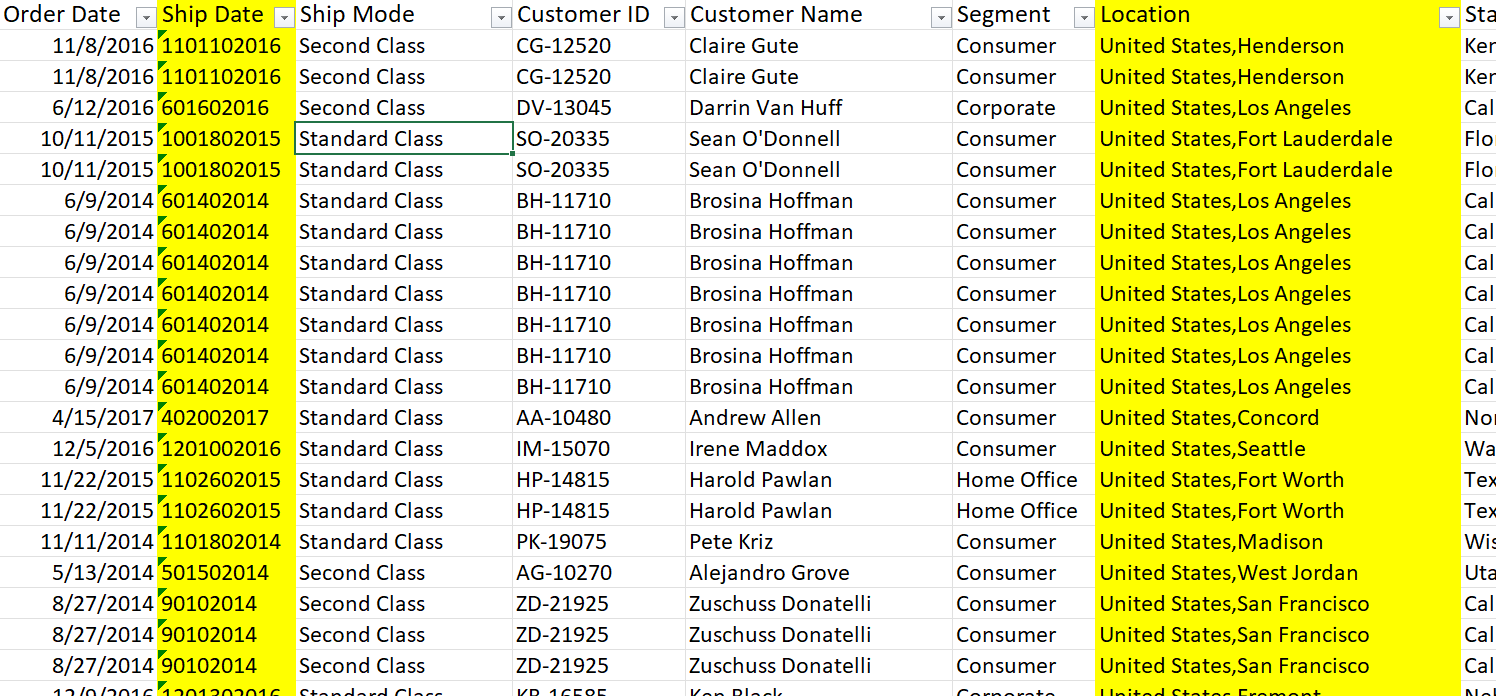 Order Date Ship Date Ship Mode Customer ID Customer Name Segment Location Sta
11/8/2016 1101102016 Second Class CG-12520 Claire Gute Consumer United States,Henderson Ken
11/8/2016 1101102016 Second Class CG-12520 Claire Gute Consumer United States,Henderson Ken
6/12/2016 601602016 Second Class DV-13045 Darrin Van Huff Corporate United States,Los Angeles Cal
10/11/2015 1001802015 Standard Class SO-20335 Sean O'Donnell Consumer United States,Fort Lauderdale Flo
10/11/2015 1001802015 Standard Class SO-20335 Sean O'Donnell Consumer United States,Fort Lauderdale Flo
6/9/2014 601402014 Standard Class BH-11710 Brosina Hoffman Consumer United States,Los Angeles Cal
6/9/2014 601402014 Standard Class BH-11710 Brosina Hoffman Consumer United States,Los Angeles Cal
6/9/2014 601402014 Standard Class BH-11710 Brosina Hoffman Consumer United States,Los Angeles Cal
6/9/2014 601402014 Standard Class BH-11710 Brosina Hoffman Consumer United States,Los Angeles Cal
6/9/2014 601402014 Standard Class BH-11710 Brosina Hoffman Consumer United States,Los Angeles Cal
6/9/2014 601402014 Standard Class BH-11710 Brosina Hoffman Consumer United States,Los Angeles Cal
6/9/2014 601402014 Standard Class BH-11710 Brosina Hoffman Consumer United States,Los Angeles Cal
4/15/2017 402002017 Standard Class AA-10480 Andrew Allen Consumer United States,Concord Nor
12/5/2016 1201002016 Standard Class IM-15070 Irene Maddox Consumer United States,Seattle Wa
11/22/2015 1102602015 Standard Class HP-14815 Harold Pawlan Home Office United States,Fort Worth Tex
11/22/2015 1102602015 Standard Class HP-14815 Harold Pawlan Home Office United States,Fort Worth Tex
11/11/2014 1101802014 Standard Class PK-19075 Pete Kriz Consumer United States,Madison Wis
5/13/2014 501502014 Second Class AG-10270 Alejandro Grove Consumer United States,West Jordan Uta
8/27/2014 90102014 Second Class ZD-21925 Zuschuss Donatelli Consumer United States,San Francisco Cal
8/27/2014 90102014 Second Class ZD-21925 Zuschuss Donatelli Consumer United States,San Francisco Cal
8/27/2014 90102014 Second Class ZD-21925 Zuschuss Donatelli Consumer United States,San Francisco Cal
12/9/2016 1201302016 Standard Class KB-16585 Ken Black Corporate United States,Fremont Nel